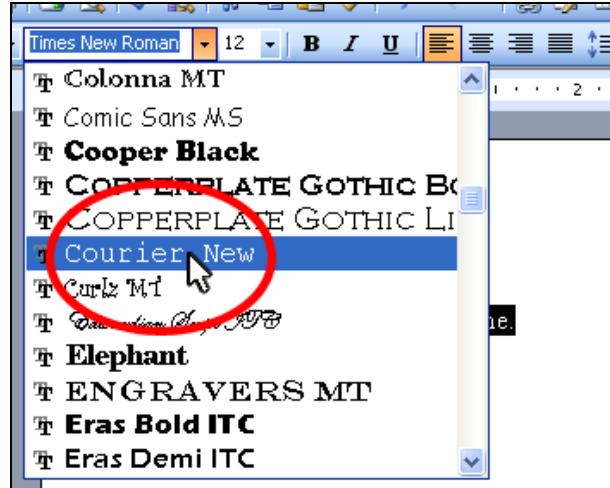 Times New Roman 12 B I U
2
Colonna MT
Comic Sans MS
Cooper Black
COPPERPLATE GOTHIC BO
COPPERPLATE GOTHIC LI
Courier New
Curlz MT
ne.
Elephant
ENGRAVERS MT
Eras Bold ITC
Eras Demi ITC